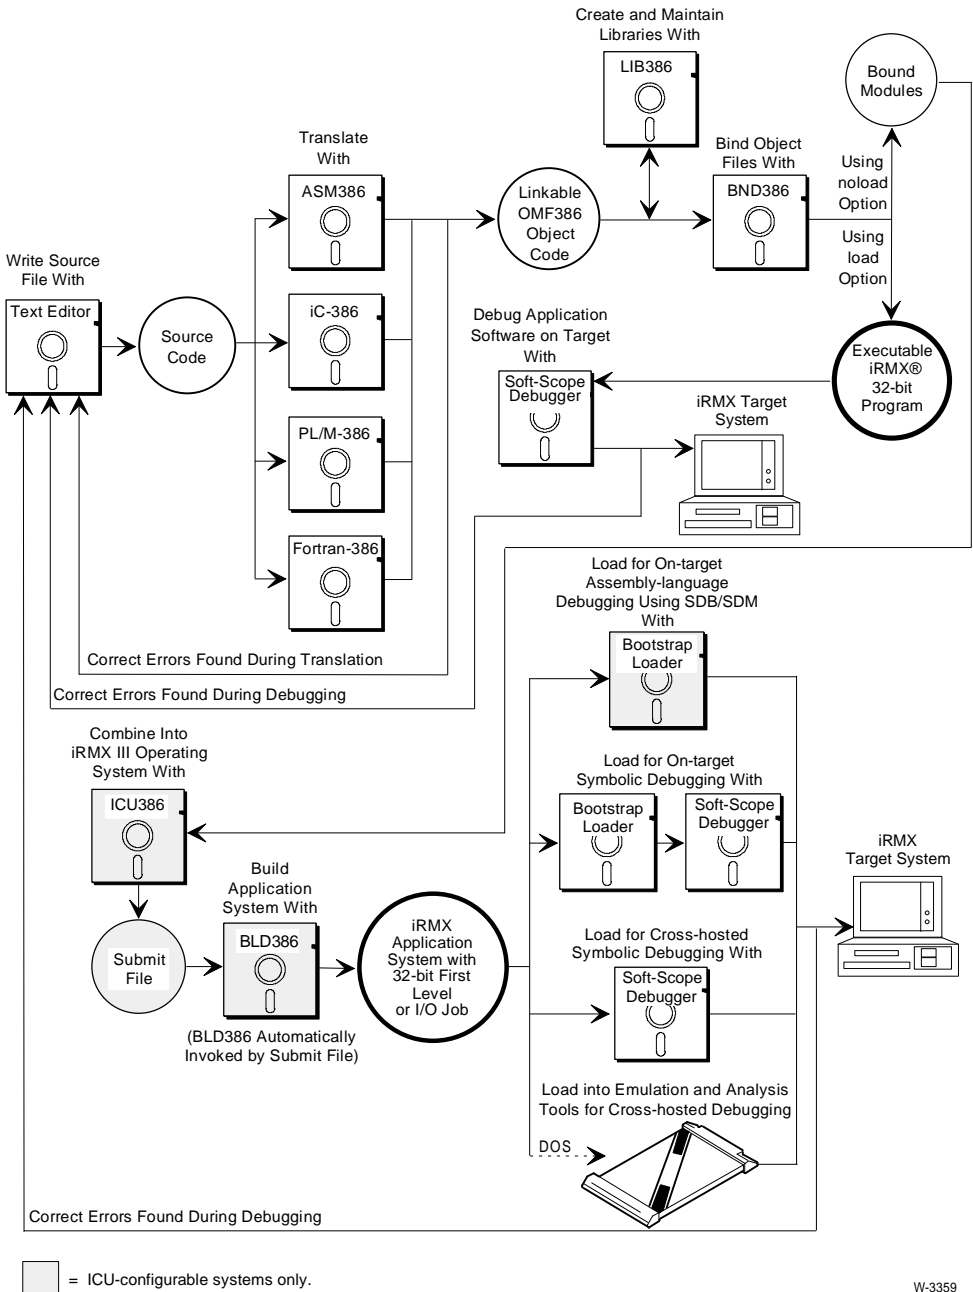 Create and Maintain
Libraries With
LIB386
Bound
Modules
Translate
With
ASM386
Linkable
OMF386
Object
Code
Bind Object
Files With
BND386
Using
noload
Option
Using
load
Option
Write Source
File With
Text Editor
Source
Code
iC-386
PL/M-386
Fortran-386
Debug Application
Software on Target
With
Soft-Scope
Debugger
Executable
iRMX®
32-bit
Program
iRMX Target
System
Correct Errors Found During Translation
Correct Errors Found During Debugging
Load for On-target
Assembly-language
Debugging Using SDB/SDM
With
Bootstrap
Loader
Combine Into
iRMX III Operating
System With
ICU386
Load for On-target
Symbolic Debugging With
Bootstrap
Loader
Soft-Scope
Debugger
iRMX
Target System
Submit
File
Build
Application
System With
BLD386
(BLD386 Automatically
Invoked by Submit File)
iRMX
Application
System with
32-bit First
Level
or I/O Job
Load for Cross-hosted
Symbolic Debugging With
Soft-Scope
Debugger
Load into Emulation and Analysis
Tools for Cross-hosted Debugging
DOS
Correct Errors Found During Debugging
= ICU-configurable systems only.
W-3359